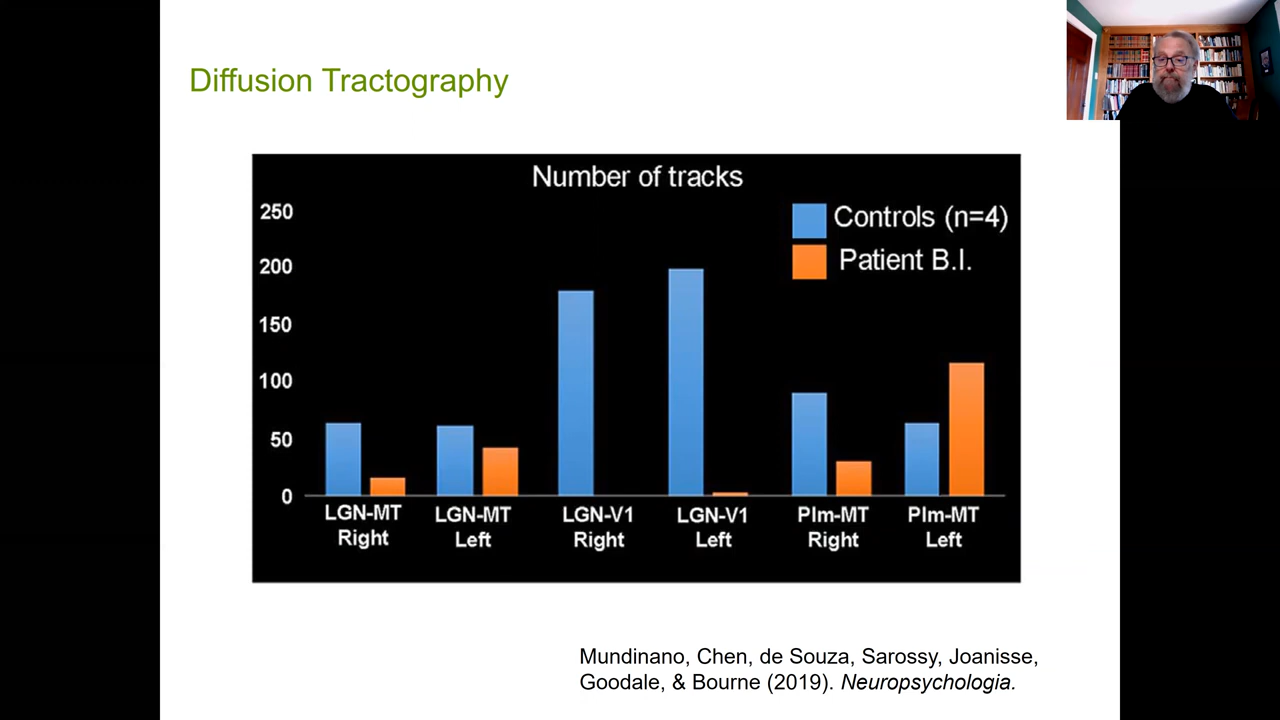 Diffusion Tractography
Number of tracks
250
200
150
100
50
0
Controls (n=4)
Patient B.I.
LGN-MT
Right
LGN-MT
Left
LGN-V1
Right
LGN-V1
Left
Plm-MT
Right
Plm-MT
Left
Mundinano, Chen, de Souza, Sarossy, Joanisse,
Goodale, & Bourne (2019). Neuropsychologia.